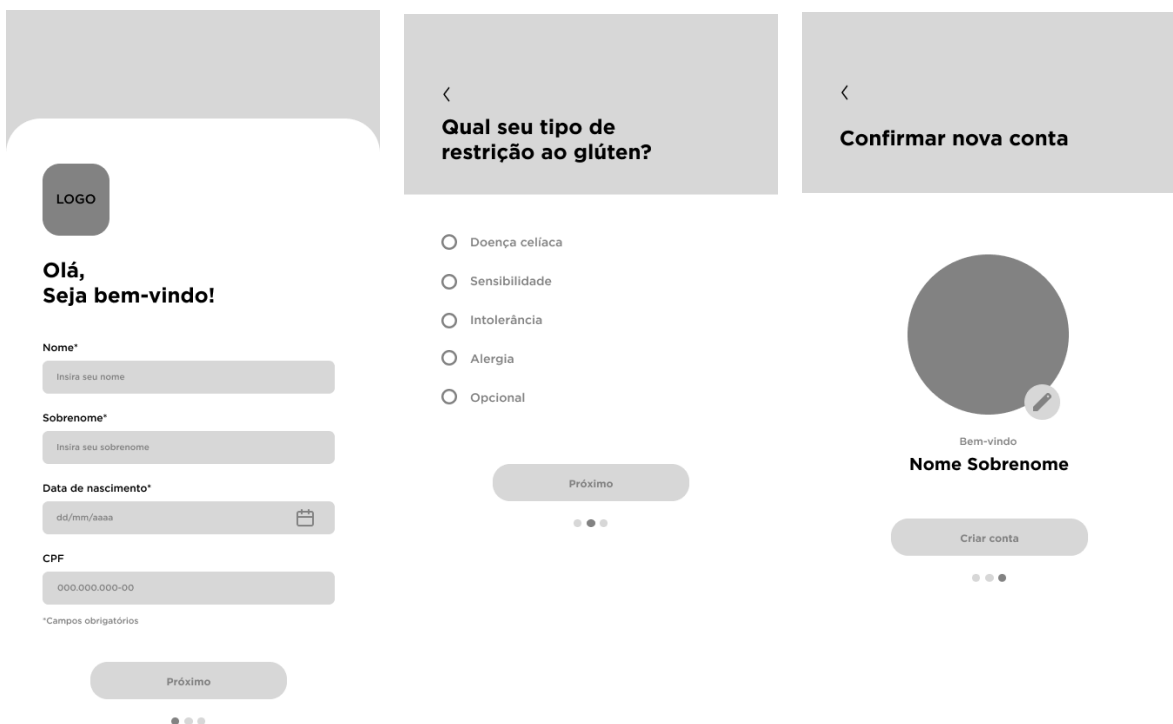 LOGO
Olá,
Seja bem-vindo!
Nome*
Insira seu nome
Sobrenome*
Insira seu sobrenome
Data de nascimento*
dd/mm/aaaa
CPF
000.000.000-00
*Campos obrigatórios
Próximo
Qual seu tipo de
restrição ao glúten?
Doença celíaca
Sensibilidade
Intolerância
Alergia
Opcional
Próximo
Confirmar nova conta
Bem-vindo
Nome Sobrenome
Criar conta